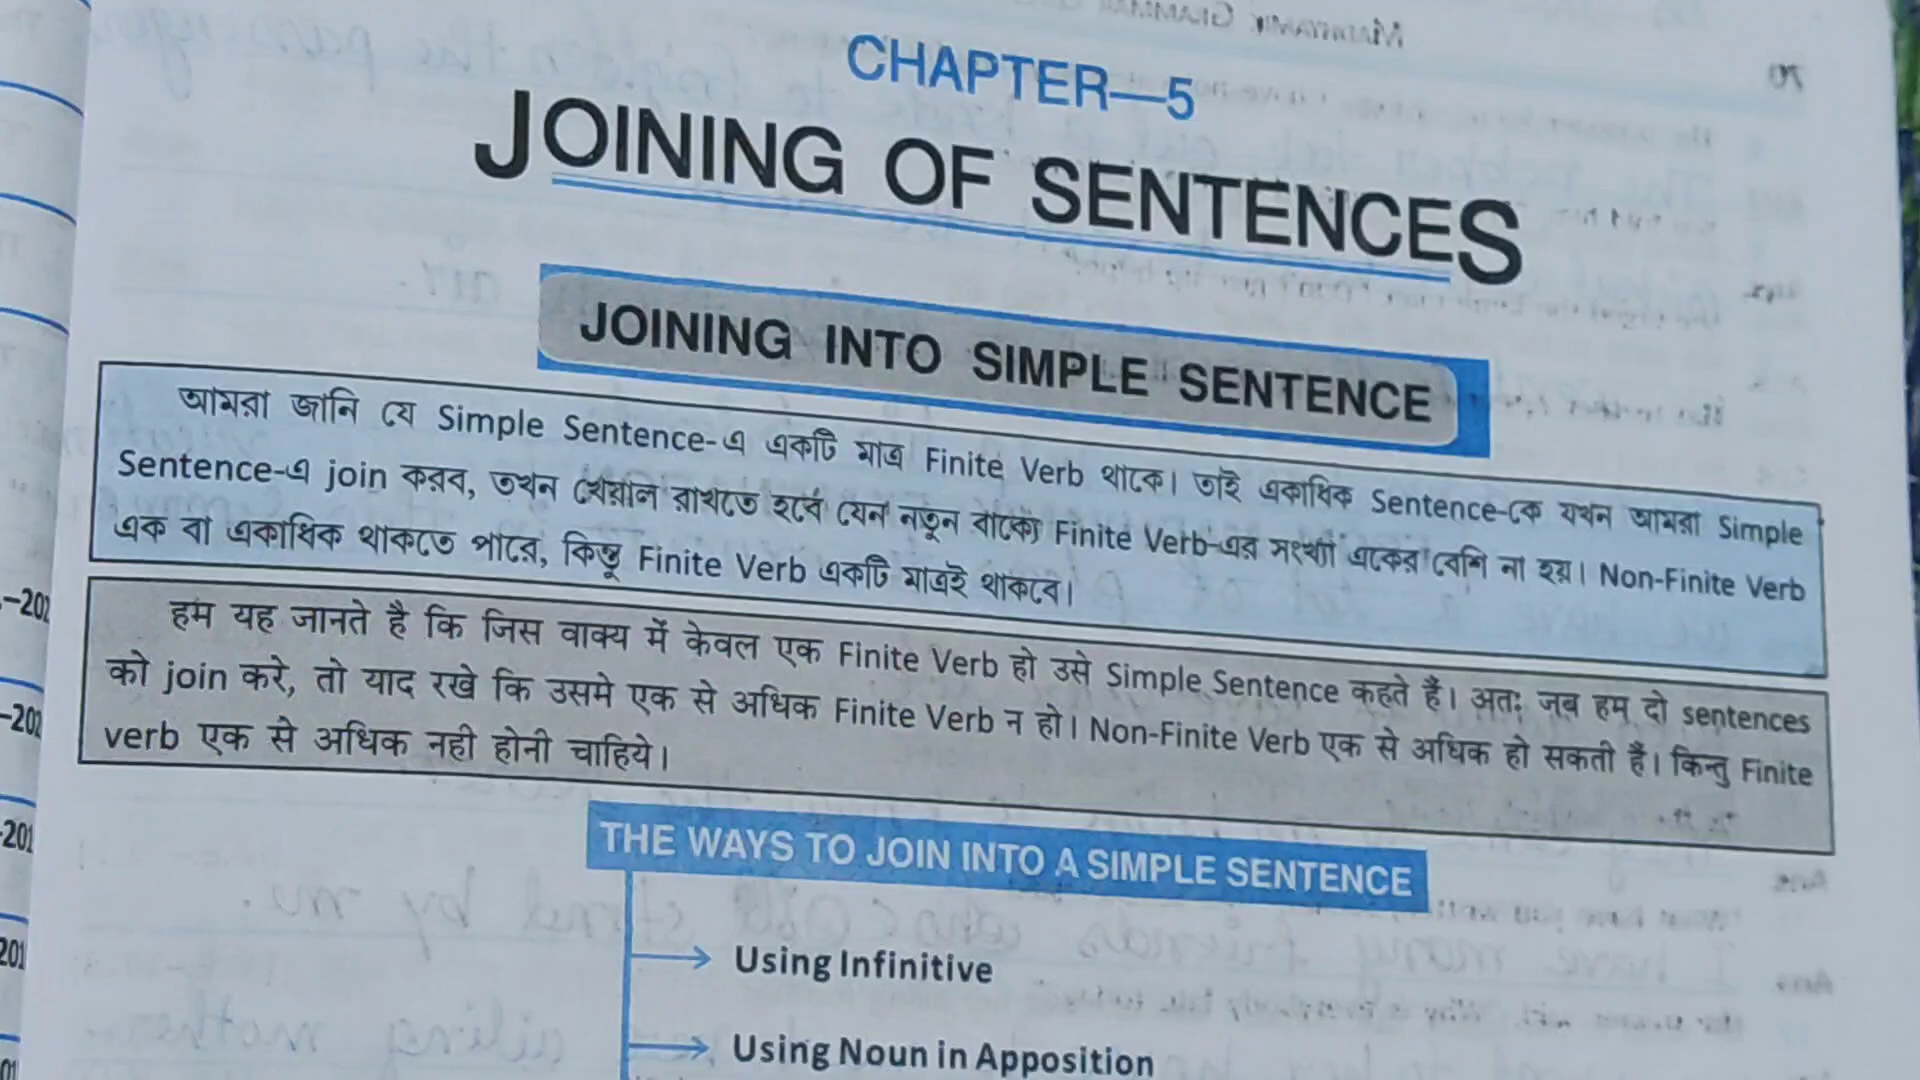 CHAPTER—5
JOINING OF SENTENCES
JOINING INTO SIMPLE SENTENCE
আমরা জানি যে Simple Sentence-এ একটি মাত্র Finite Verb থাকে। তাই একাধিক Sentence-কে যখন আমরা Simple
Sentence-এ join করব, তখন খেয়াল রাখতে হবে যেন নতুন বাক্যে Finite Verb-এর সংখ্যা একের বেশি না হয়। Non-Finite Verb
এক বা একাধিক থাকতে পারে, কিন্তু Finite Verb একটি মাত্রই থাকবে।
हम यह जानते है कि जिस वाक्य में केवल एक Finite Verb हो उसे Simple Sentence कहते हैं। अतः जब हम दो sentences
को join करे, तो याद रखे कि उसमे एक से अधिक Finite Verb न हो। Non-Finite Verb एक से अधिक हो सकती है। किन्तु Finite
verb एक से अधिक नही होनी चाहिये।
THE WAYS TO JOIN INTO A SIMPLE SENTENCE
Using Infinitive
Using Noun in Apposition